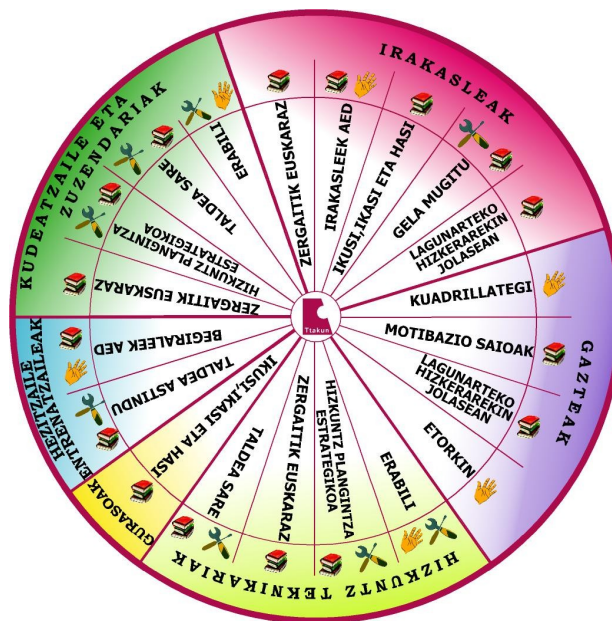 IRAKASLEAK
ZERGAITIK EUSKARAZ
IRAKASLEEK AED
IKUSI,IKASI ETA HASI
GELA MUGITU
LAGUNARTEKO
HIZKERAREKIN
JOLASEAN
GAZTEAK
KUADRILLATEGI
MOTIBAZIO SAIOAK
LAGUNARTEKO
HIZKERAREKIN
JOLASEAN
ETORKIN
HIZKUNTZ TEKNIKARIAK
ERABILI
HIZKUNTZ PLANGINTZA
ESTRATEGIKOA
ZERGAITIK EUSKARAZ
TALDEA SARE
GURASOAK
IKUSI,IKASI ETA HASI
HEZITZAILE
ENTRENATZAILEAK
TALDEA ASTINDU
BEGIRALEEK AED
KUDEATZAILE ETA
ZUZENDARIAK
ZERGAITIK EUSKARAZ
HIZKUNTZ PLANGINTZA
ESTRATEGIKOA
TALDEA SARE
ERABILI
Ttakun